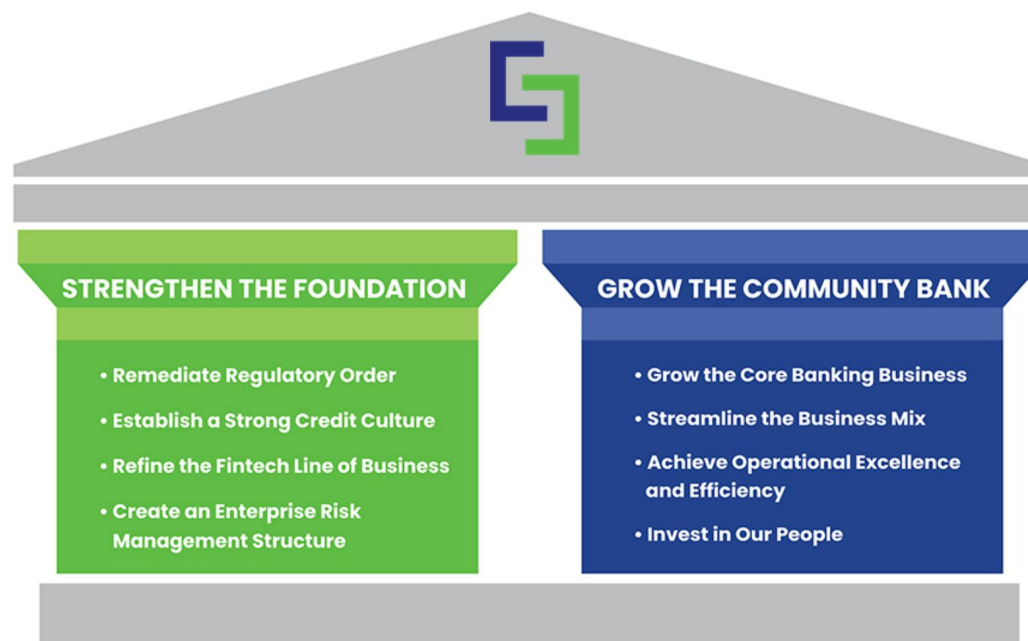 STRENGTHEN THE FOUNDATION
• Remediate Regulatory Order
• Establish a Strong Credit Culture
• Refine the Fintech Line of Business
• Create an Enterprise Risk
Management Structure
GROW THE COMMUNITY BANK
• Grow the Core Banking Business
• Streamline the Business Mix
• Achieve Operational Excellence
and Efficiency
• Invest in Our People